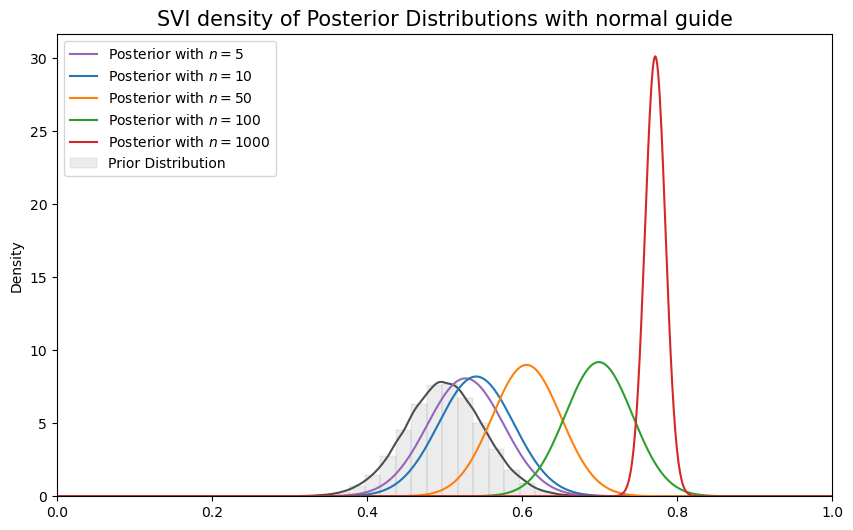 SVI density of Posterior Distributions with normal guide
Posterior with n = 5
Posterior with n = 10
Posterior with n = 50
Posterior with n = 100
Posterior with n = 1000
Prior Distribution
Density
30
25
20
15
10
5
0
0.0 0.2 0.4 0.6 0.8 1.0